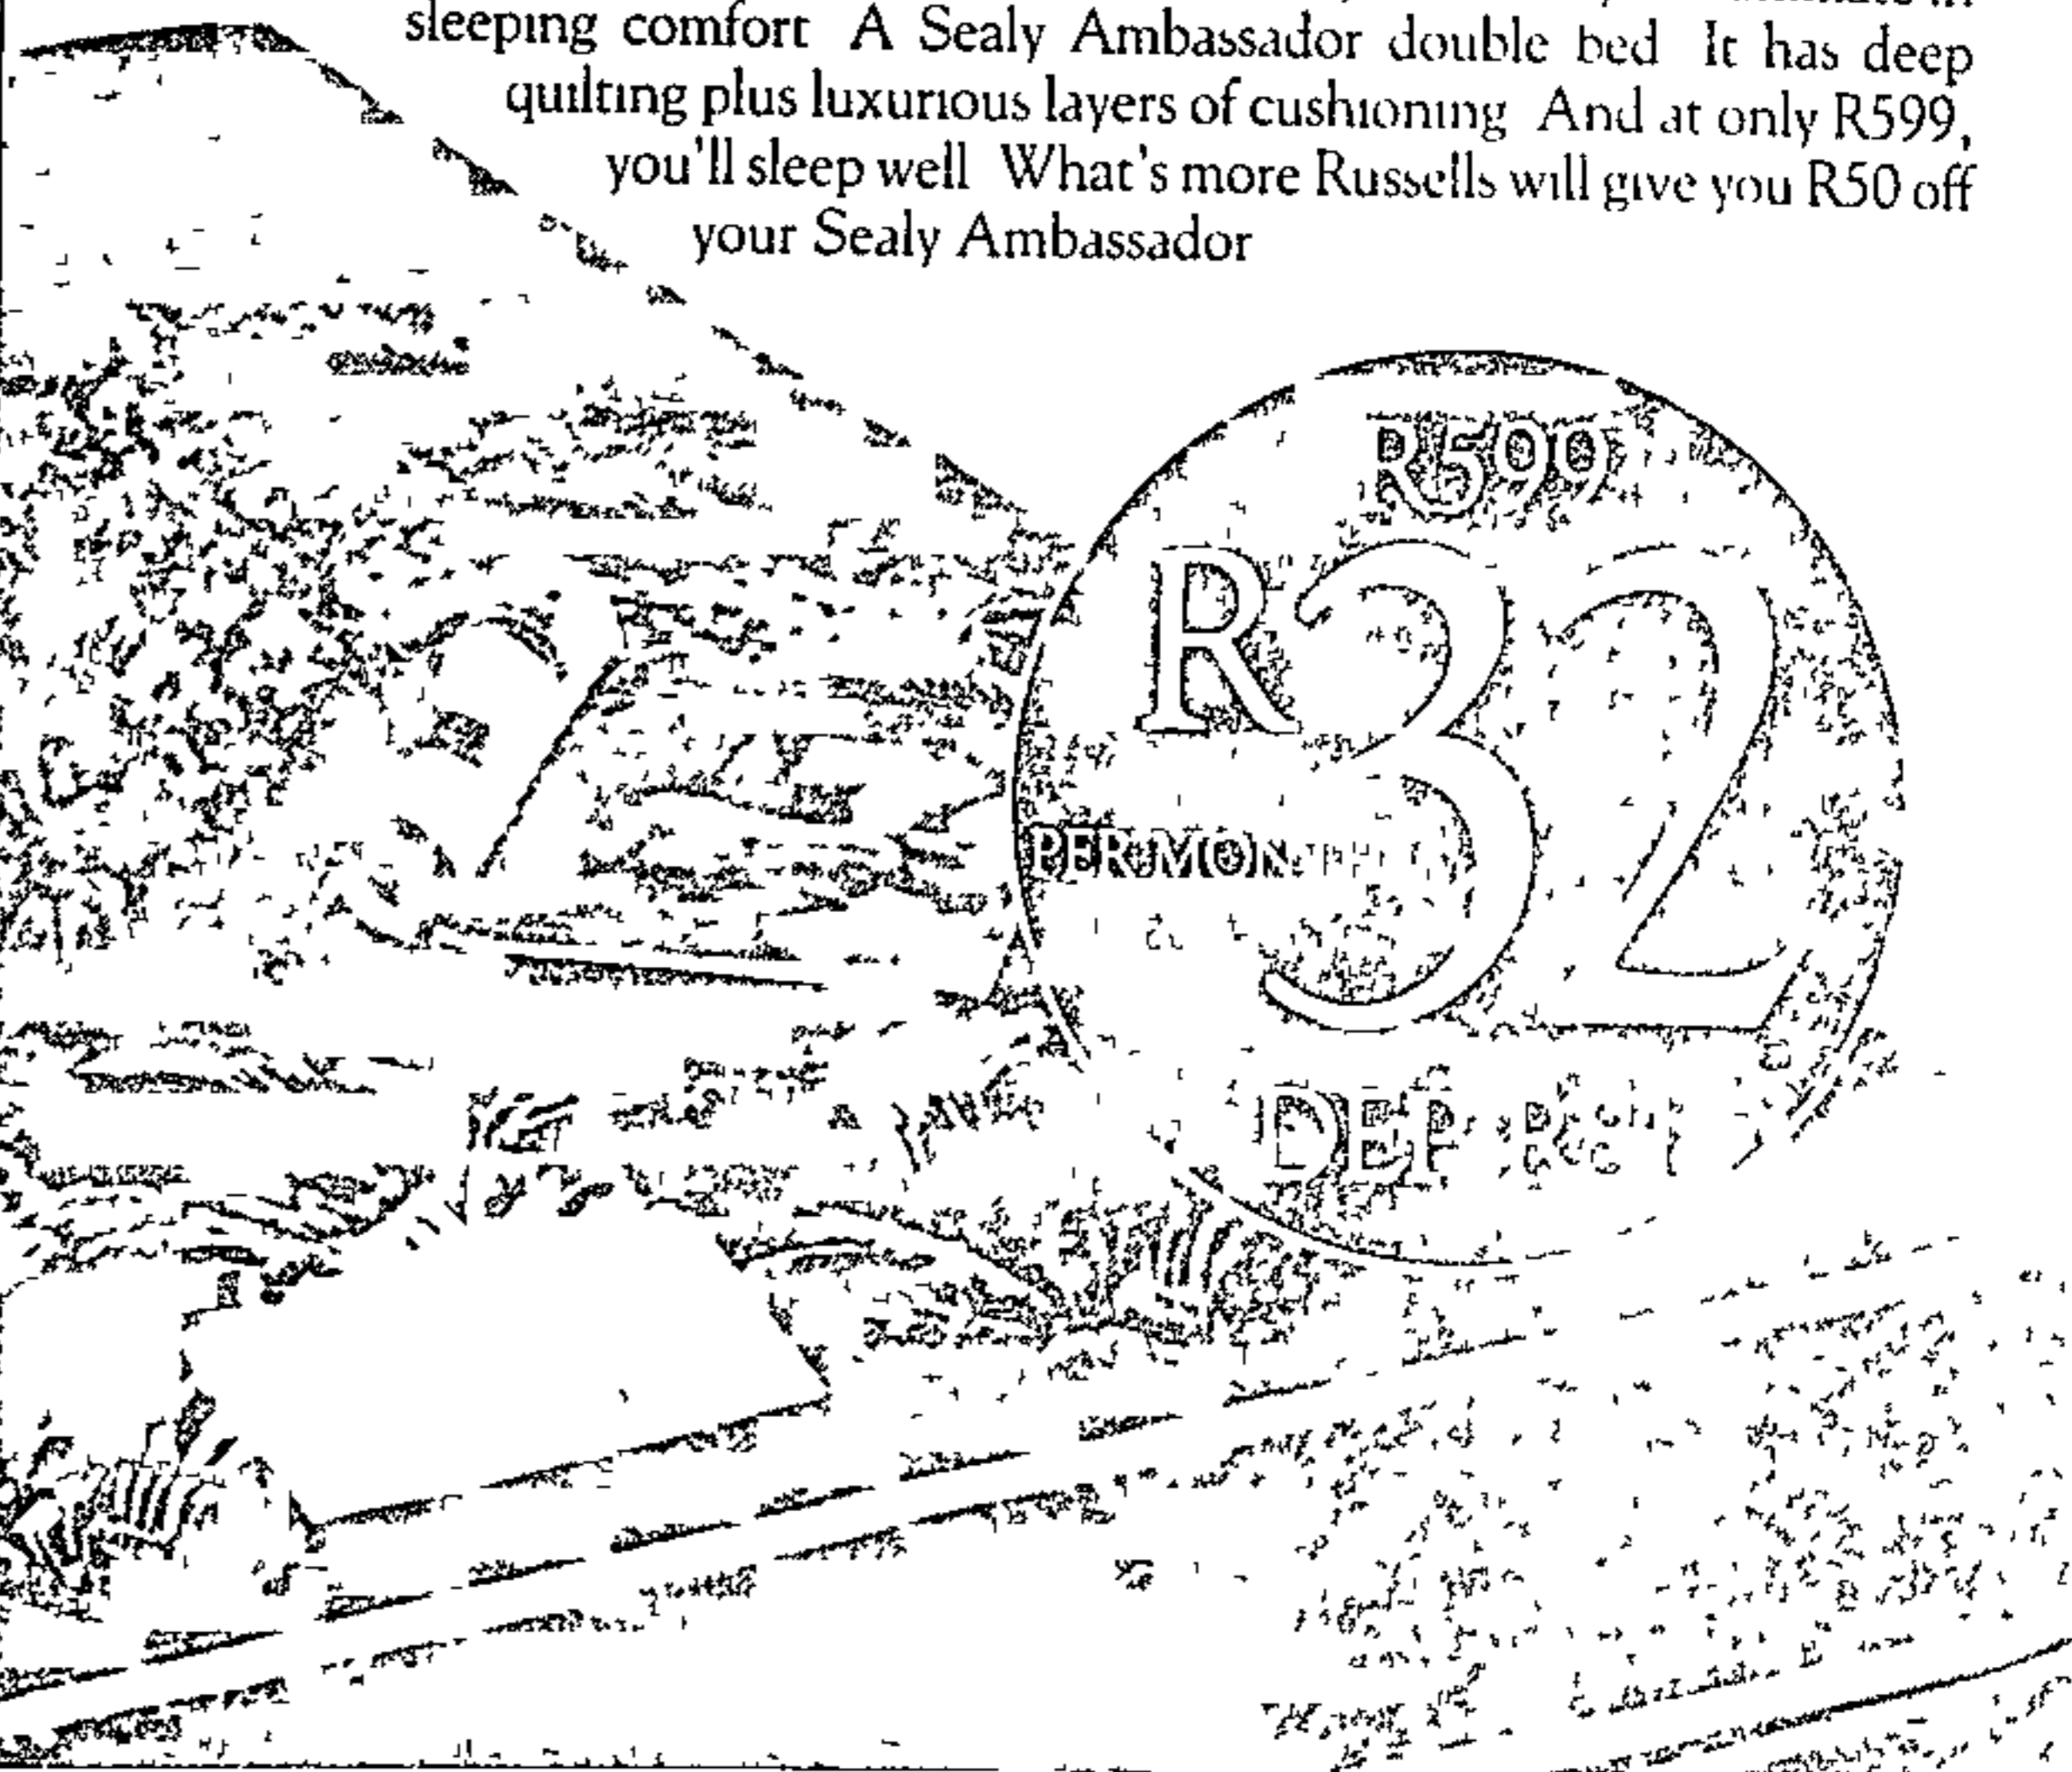 sleeping comfort A Sealy Ambassador double bed It has deep
quilting plus luxurious layers of cushioning And at only R599,
you'll sleep well What's more Russells will give you R50 off
your Sealy Ambassador
R599
R32
PER MONTH
DEP